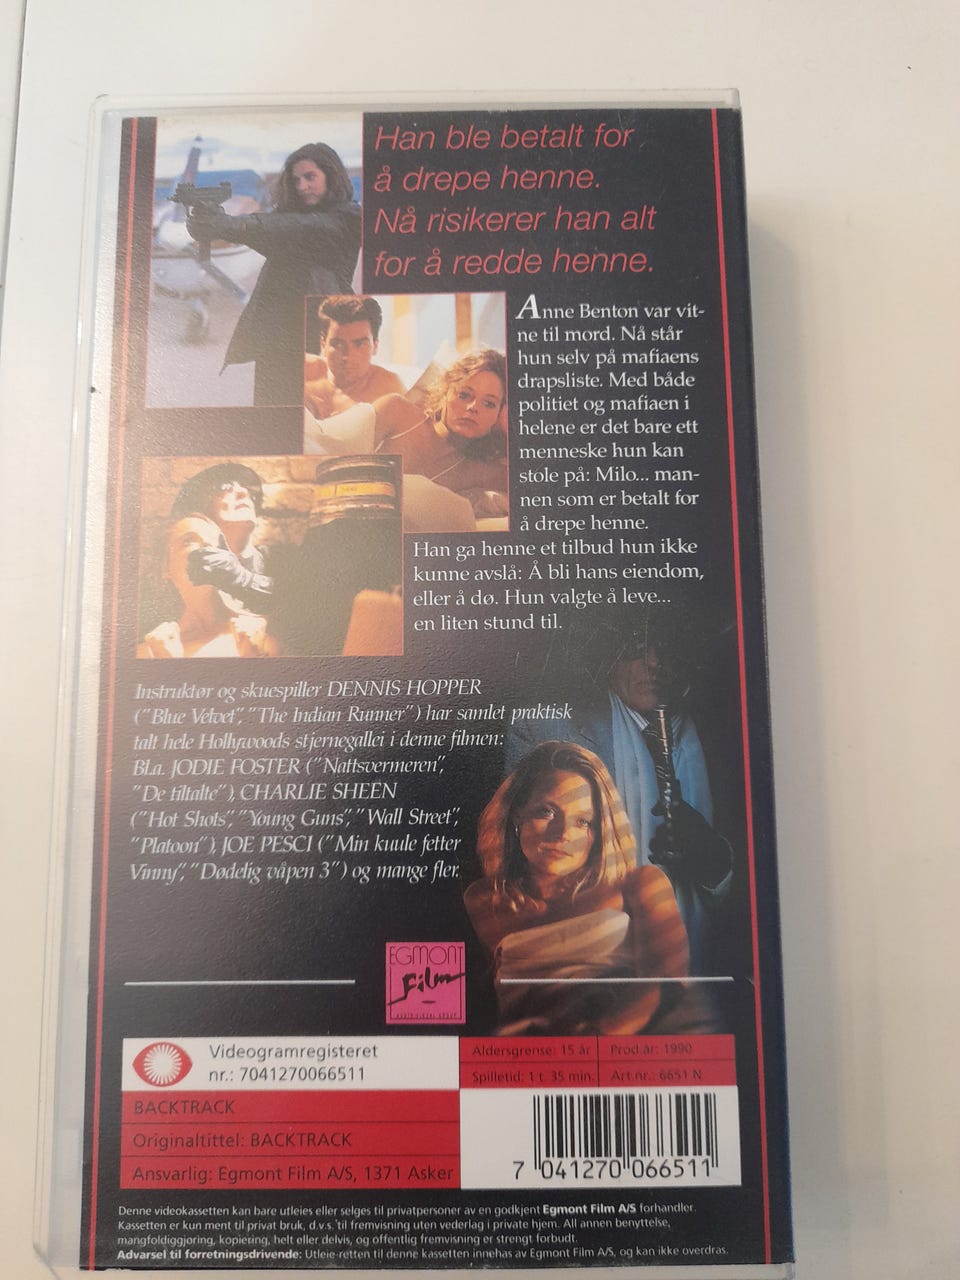 Han ble betalt for
å drepe henne.
Nå risikerer han alt
for å redde henne.
Anne Benton var vit-
ne til mord. Nå står
hun selv på mafiaens
drapsliste. Med både
politiet og mafiaen i
helene er det bare ett
menneske hun kan
stole på: Milo... man-
nen som er betalt for
å drepe henne.
Han ga henne et tilbud hun ikke
kunne avslå: Å bli hans eiendom,
eller å dø. Hun valgte å leve...
en liten stund til.
Instruktør og skuespiller DENNIS HOPPER
("Blue Velvet", "The Indian Runner") har samlet praktisk
talt hele Hollywoods stjernegalleri i denne filmen:
Bl.a. JODIE FOSTER ("Nattsvermeren",
"De tiltalte"), CHARLIE SHEEN
("Hot Shots", "Young Guns", "Wall Street",
"Platoon"), JOE PESCI ("Min kuule fetter
Vinny", "Dødelig våpen 3") og mange fler.
EGMONT
Film
Videogramregisteret
nr.: 7041270066511
Aldersgrense: 15 år
Prod.år: 1990
Spilletid: 1 t. 35 min.
Art.nr.: 6651 N
BACKTRACK
Originaltittel: BACKTRACK
Ansvarlig: Egmont Film A/S, 1371 Asker
7 041270 066511
Denne videokassetten kan bare utleies eller selges til privatpersoner av en godkjent Egmont Film A/S forhandler.
Kassetten er kun ment til privat bruk, d.v.s. til fremvisning uten vederlag i private hjem. All annen benyttelse,
mangfoldiggjøring, kopiering, helt eller delvis, og offentlig fremvisning er strengt forbudt.
Advarsel til forretningsdrivende: Utleie-retten til denne kassetten innehas av Egmont Film A/S, og kan ikke overdras.